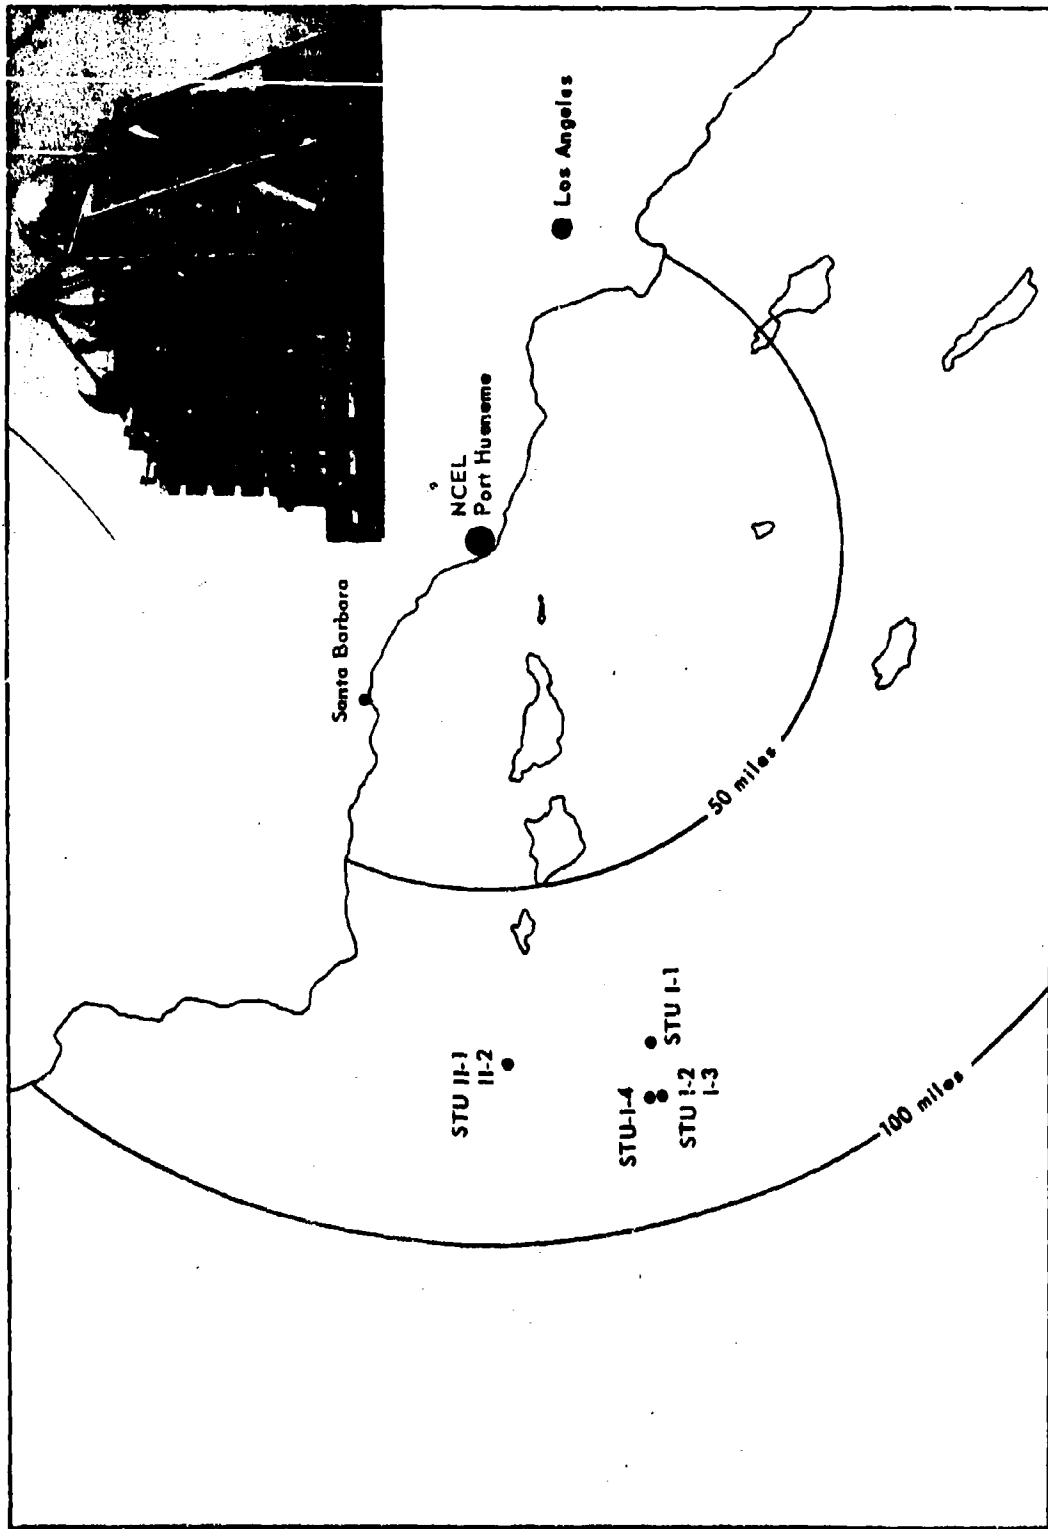 Los Angeles
NCEL
Port Hueneme
Santa Barbara
50 miles
STU II-1
II-2
STU I-1
STU-I-4
STU I-2
I-3
100 miles